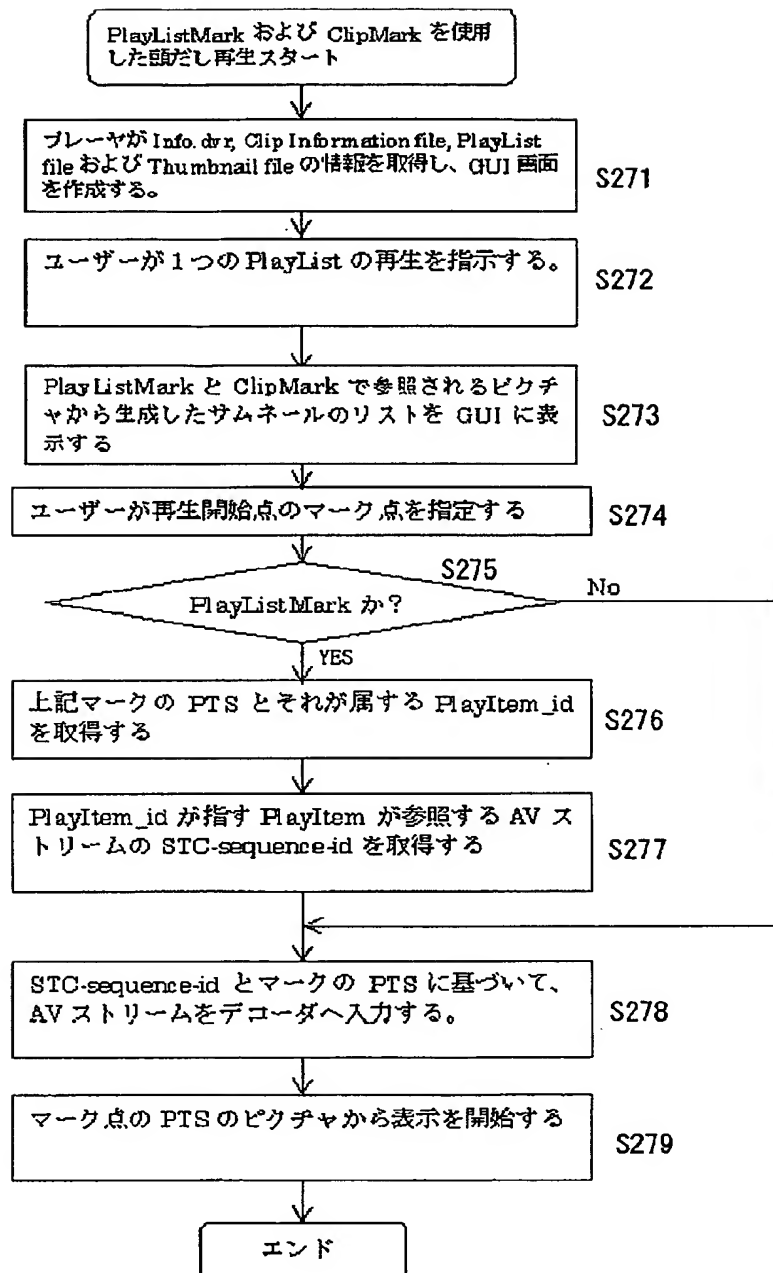 PlayListMark および ClipMark を使用
した頭だし再生スタート
プレーヤが Info.dvr, Clip Information file, PlayList
file および Thumbnail file の情報を取得し、GUI 画面
を作成する。
S271
ユーザーが1つの PlayList の再生を指示する。
S272
PlayListMark と ClipMark で参照されるピクチ
ャから生成したサムネールのリストを GUI に表
示する
S273
ユーザーが再生開始点のマーク点を指定する
S274
S275
PlayListMark か?
No
YES
上記マークの PTS とそれが属する PlayItem_id
を取得する
S276
PlayItem_id が指す PlayItem が参照する AV ス
トリームの STC-sequence-id を取得する
S277
STC-sequence-id とマークの PTS に基づいて、
AV ストリームをデコーダへ入力する。
S278
マーク点の PTS のピクチャから表示を開始する
S279
エンド